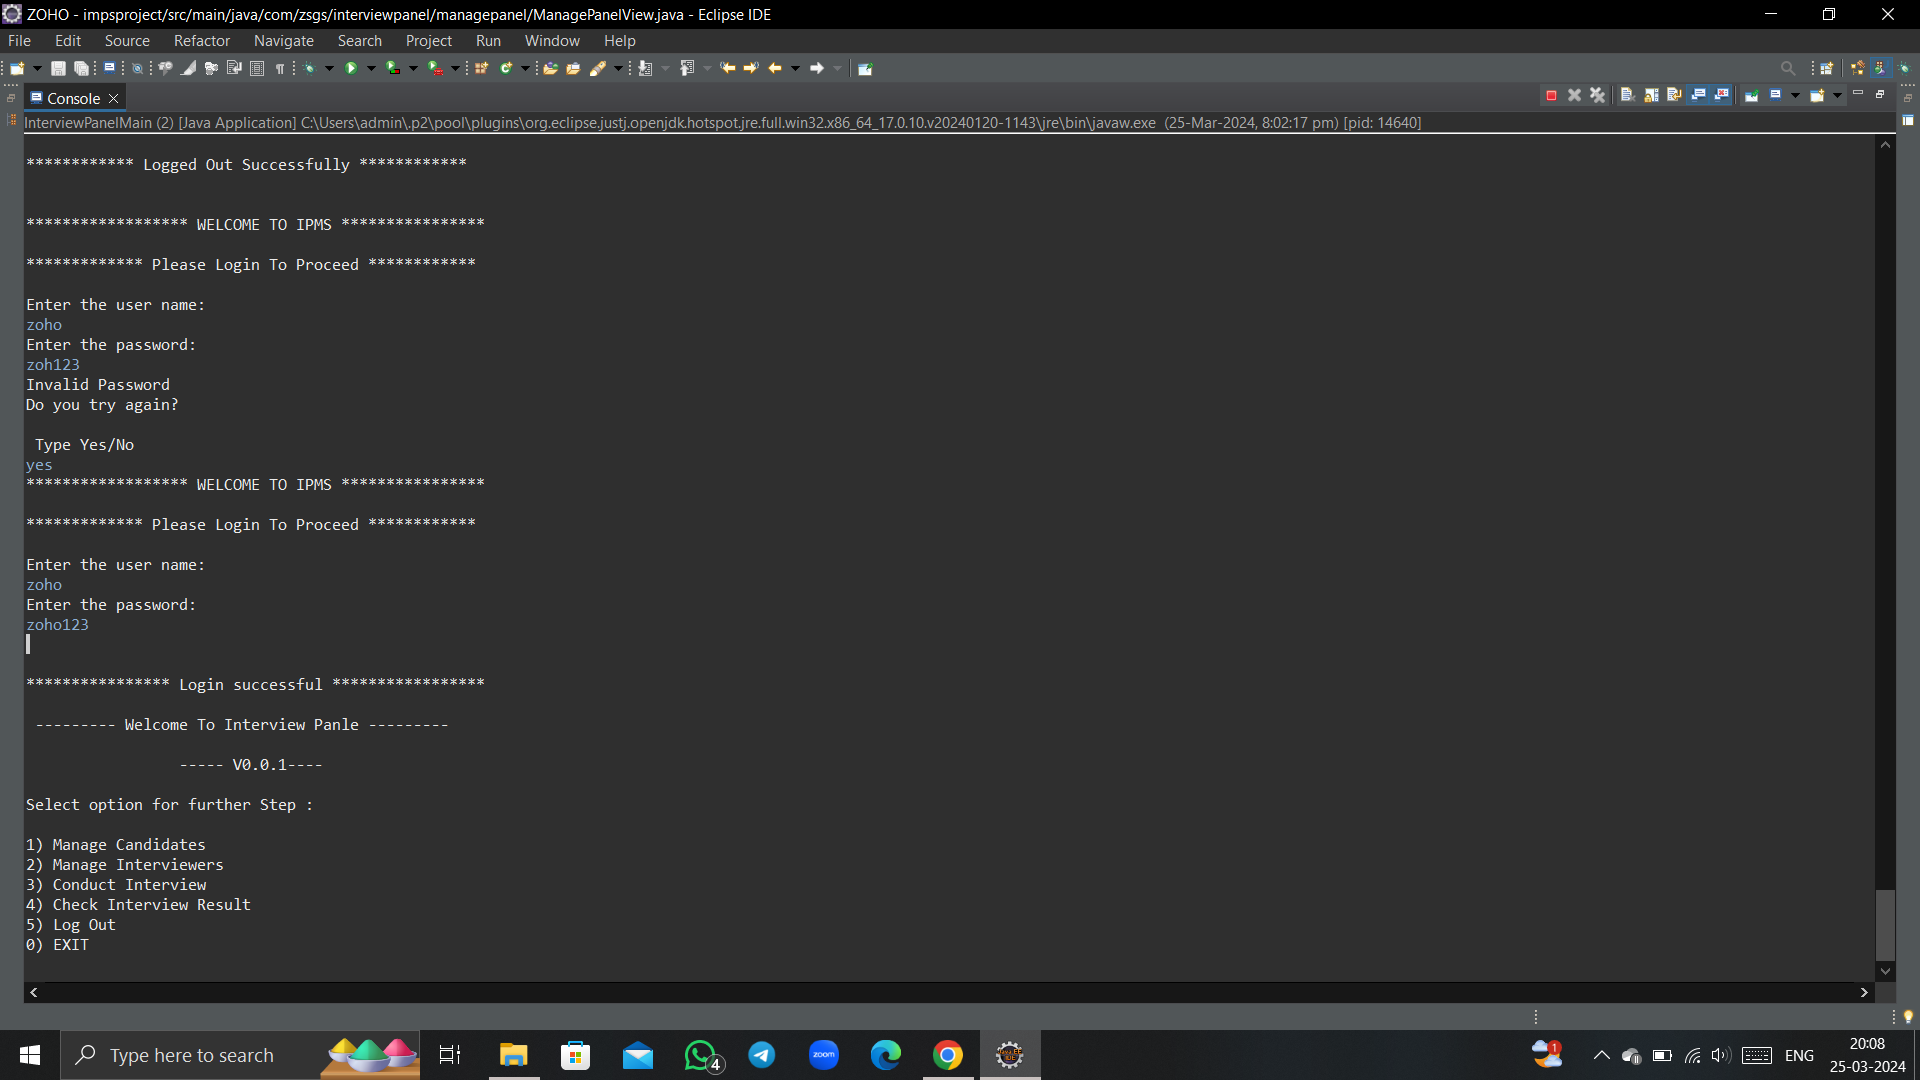 ZOHO - impsproject/src/main/java/com/zsgs/interviewpanel/managepanel/ManagePanelView.java - Eclipse IDE
File Edit Source Refactor Navigate Search Project Run Window Help
Console
InterviewPanelMain (2) [Java Application] C:\Users\admin\.p2\pool\plugins\org.eclipse.justj.openjdk.hotspot.jre.full.win32.x86_64_17.0.10.v20240120-1143\jre\bin\javaw.exe (25-Mar-2024, 8:02:17 pm) [pid: 14640]
************ Logged Out Successfully ************
****************** WELCOME TO IPMS ****************
************* Please Login To Proceed ************
Enter the user name:
zoho
Enter the password:
zoh123
Invalid Password
Do you try again?
Type Yes/No
yes
****************** WELCOME TO IPMS ****************
************* Please Login To Proceed ************
Enter the user name:
zoho
Enter the password:
zoho123
**************** Login successful *****************
--------- Welcome To Interview Panle ---------
----- V0.0.1----
Select option for further Step :
1) Manage Candidates
2) Manage Interviewers
3) Conduct Interview
4) Check Interview Result
5) Log Out
0) EXIT
Type here to search
zoom
4
1
ENG
20:08
25-03-2024